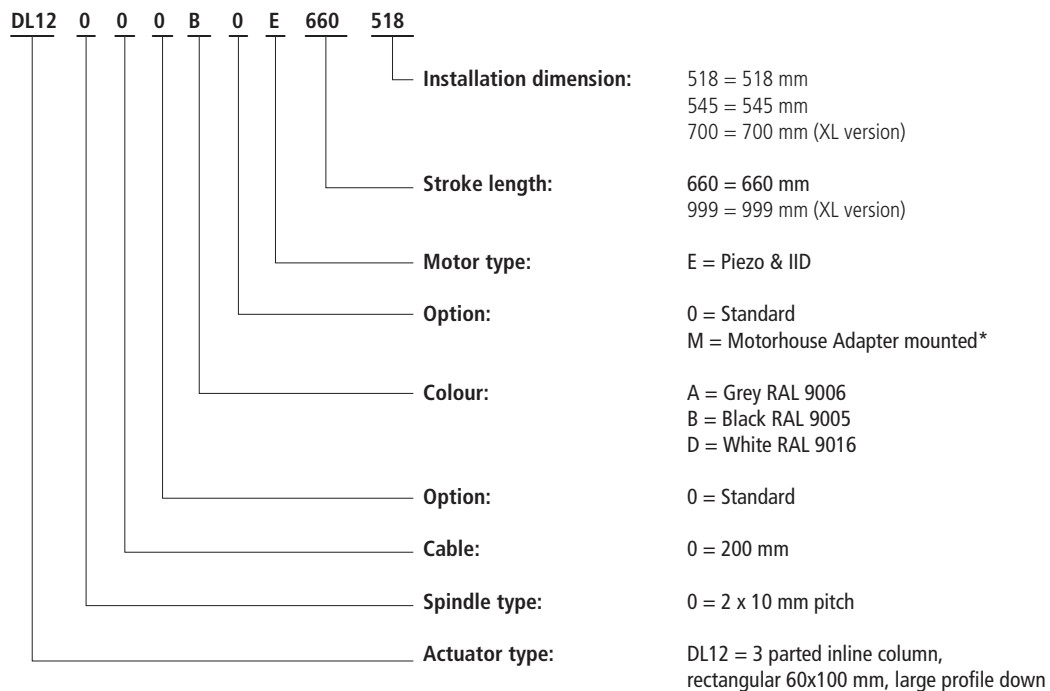 DL12 0 0 0 B 0 E 660 518
Installation dimension: 518 = 518 mm
545 = 545 mm
700 = 700 mm (XL version)
Stroke length: 660 = 660 mm
999 = 999 mm (XL version)
Motor type: E = Piezo & IID
Option: 0 = Standard
M = Motorhouse Adapter mounted*
Colour: A = Grey RAL 9006
B = Black RAL 9005
D = White RAL 9016
Option: 0 = Standard
Cable: 0 = 200 mm
Spindle type: 0 = 2 x 10 mm pitch
Actuator type: DL12 = 3 parted inline column,
rectangular 60x100 mm, large profile down